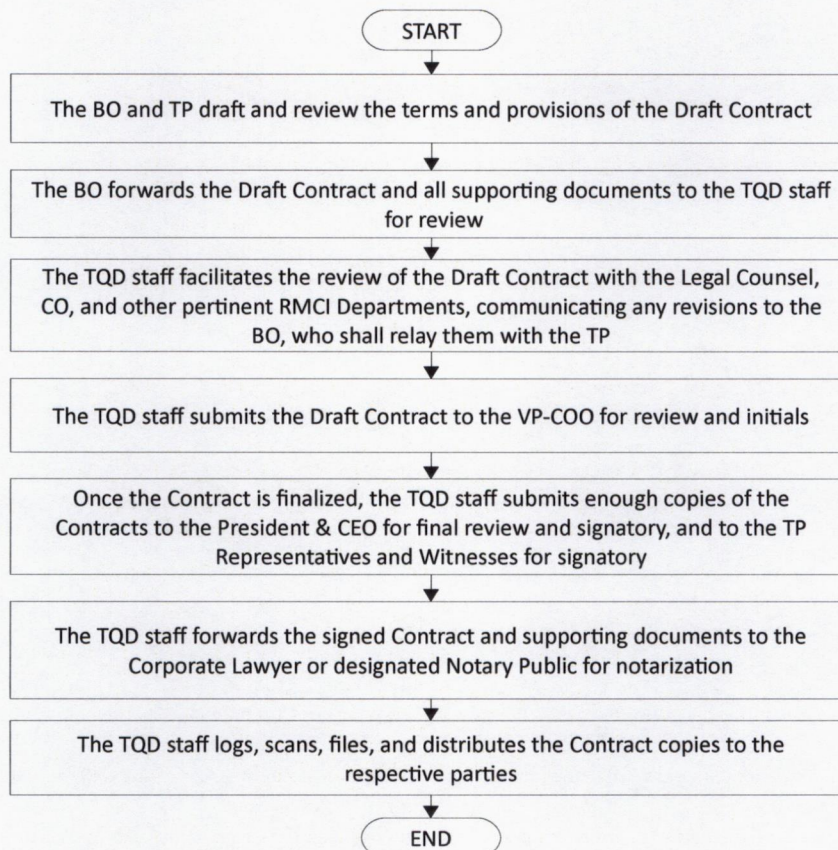 START
The BO and TP draft and review the terms and provisions of the Draft Contract
The BO forwards the Draft Contract and all supporting documents to the TQD staff
for review
The TQD staff facilitates the review of the Draft Contract with the Legal Counsel,
CO, and other pertinent RMCI Departments, communicating any revisions to the
BO, who shall relay them with the TP
The TQD staff submits the Draft Contract to the VP-COO for review and initials
Once the Contract is finalized, the TQD staff submits enough copies of the
Contracts to the President & CEO for final review and signatory, and to the TP
Representatives and Witnesses for signatory
The TQD staff forwards the signed Contract and supporting documents to the
Corporate Lawyer or designated Notary Public for notarization
The TQD staff logs, scans, files, and distributes the Contract copies to the
respective parties
END